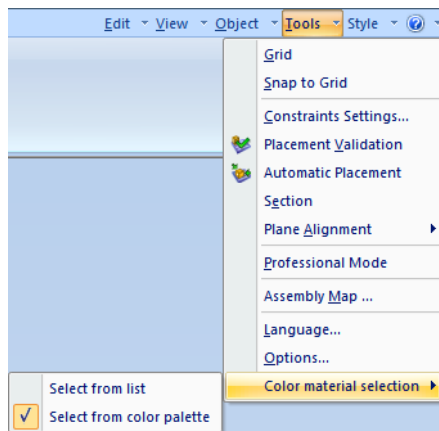 Edit View Object Tools Style
Grid
Snap to Grid
Constraints Settings...
Placement Validation
Automatic Placement
Section
Plane Alignment
Professional Mode
Assembly Map ...
Language...
Options...
Color material selection
Select from list
Select from color palette